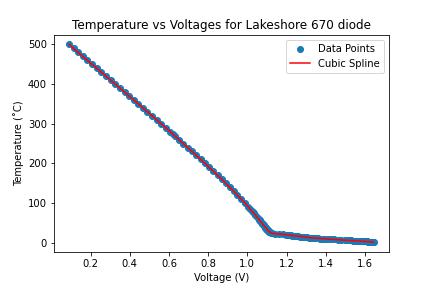 Temperature vs Voltages for Lakeshore 670 diode
Data Points
Cubic Spline
Temperature (˚C)
500
400
300
200
100
0
0.2 0.4 0.6 0.8 1.0 1.2 1.4 1.6
Voltage (V)